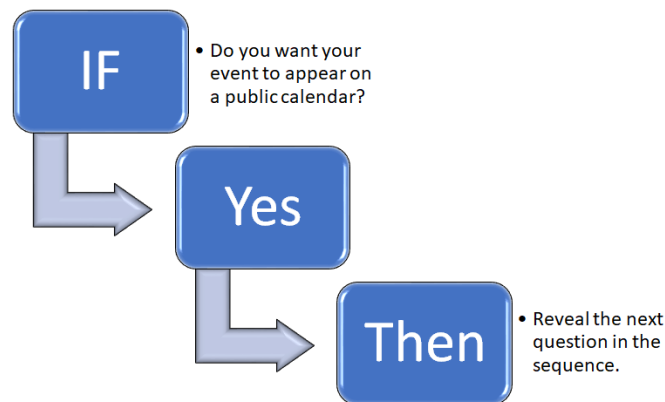 IF
• Do you want your
event to appear on
a public calendar?
Yes
Then
• Reveal the next
question in the
sequence.